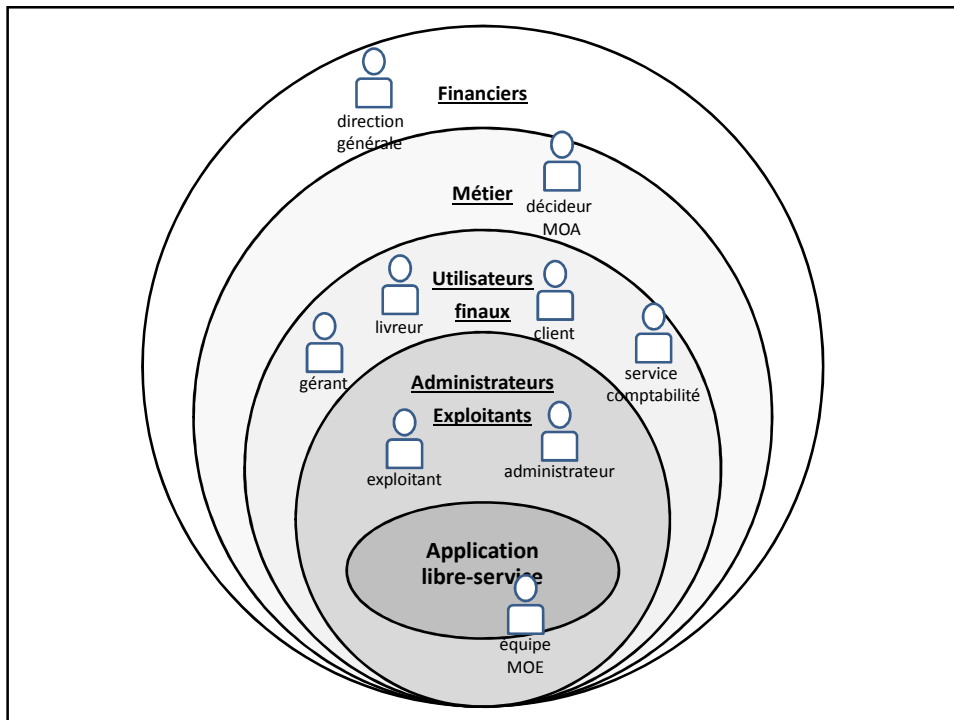 Financiers
direction
générale
Métier
décideur
MOA
Utilisateurs
finaux
livreur
client
gérant
service
comptabilité
Administrateurs
Exploitants
exploitant
administrateur
Application
libre-service
équipe
MOE